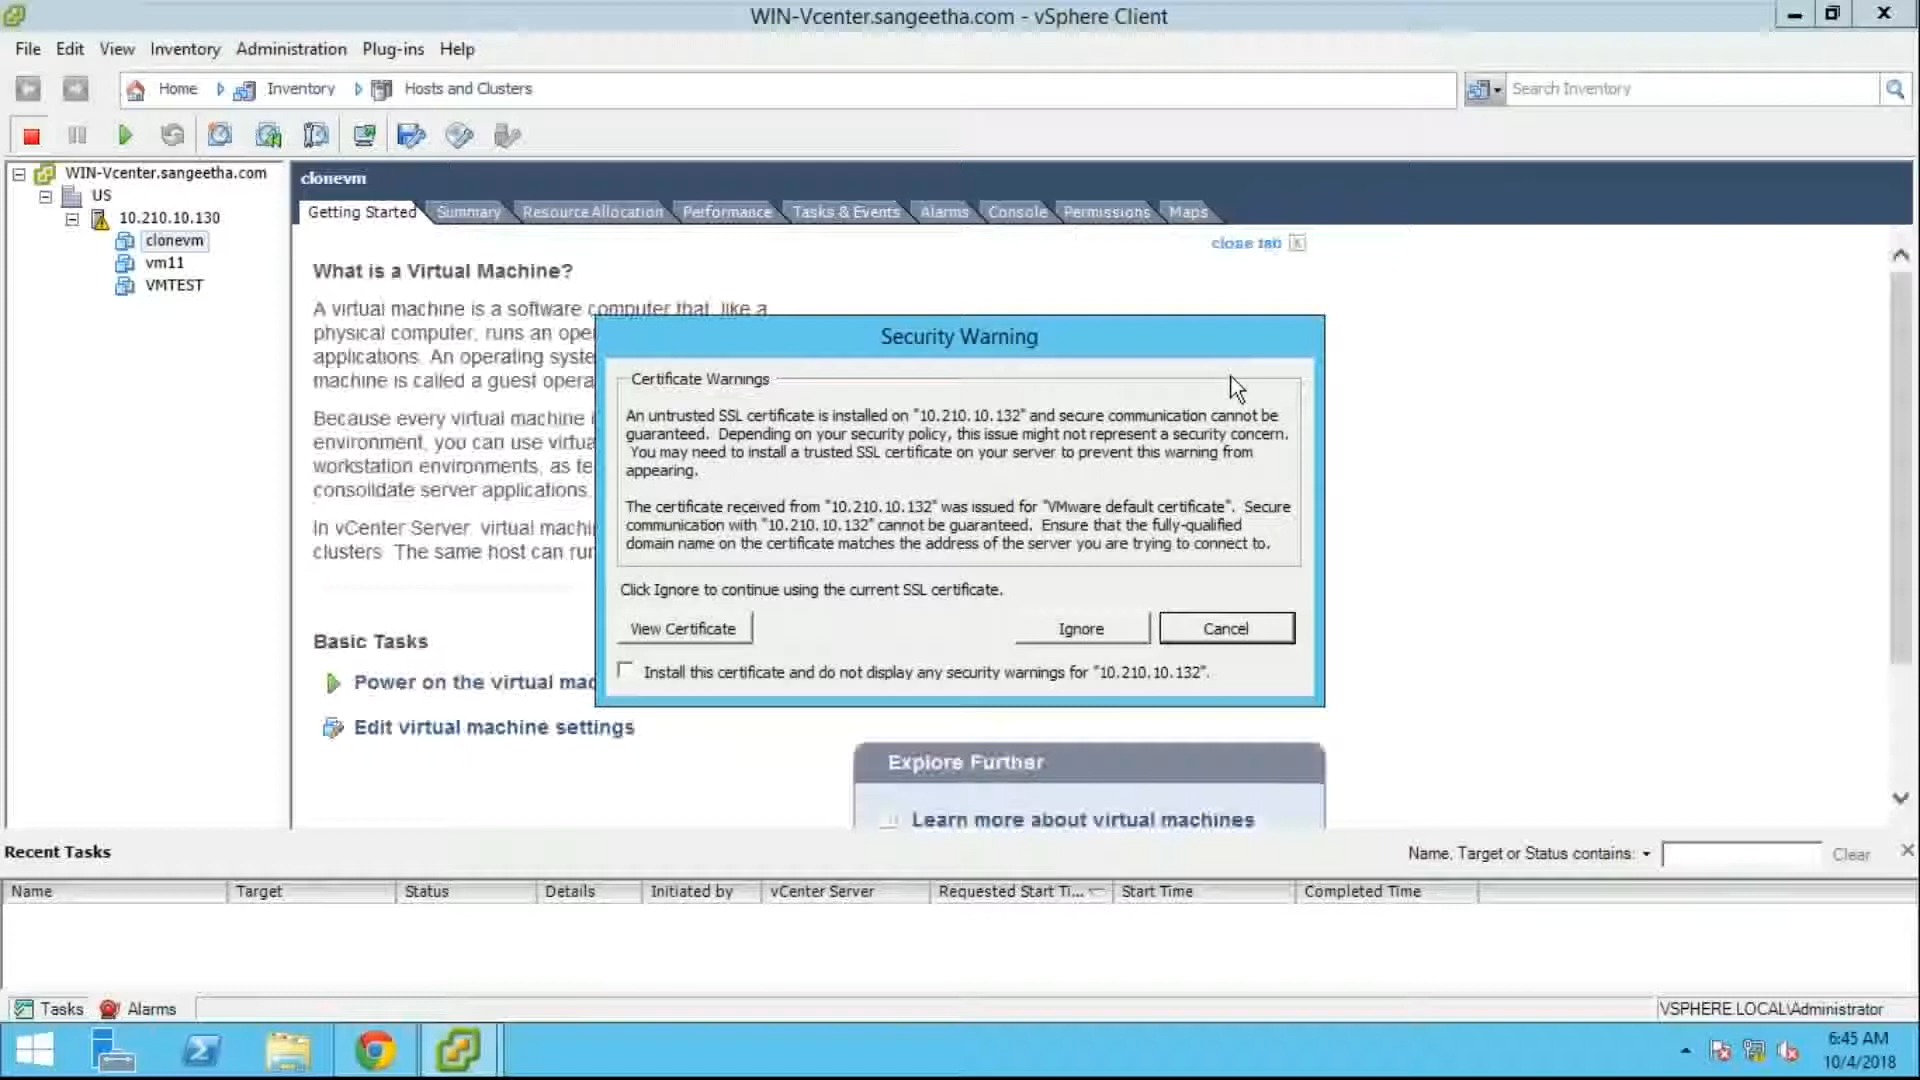 WIN-Vcenter.sangeetha.com - vSphere Client
File Edit View Inventory Administration Plug-ins Help
Home Inventory Hosts and Clusters
Search Inventory
WIN-Vcenter.sangeetha.com
US
10.210.10.130
clonevm
vm11
VMTEST
clonevm
Getting Started Summary Resource Allocation Performance Tasks & Events Alarms Console Permissions Maps
close tab
What is a Virtual Machine?
A virtual machine is a software computer that, like a
physical computer, runs an ope
applications. An operating syste
machine is called a guest opera
Because every virtual machine
environment, you can use virtua
workstation environments, as te
consolidate server applications.
In vCenter Server, virtual machi
clusters. The same host can run
Basic Tasks
Power on the virtual mac
Edit virtual machine settings
Explore Further
Learn more about virtual machines
Security Warning
Certificate Warnings
An untrusted SSL certificate is installed on "10.210.10.132" and secure communication cannot be
guaranteed. Depending on your security policy, this issue might not represent a security concern.
You may need to install a trusted SSL certificate on your server to prevent this warning from
appearing.
The certificate received from "10.210.10.132" was issued for "VMware default certificate". Secure
communication with "10.210.10.132" cannot be guaranteed. Ensure that the fully-qualified
domain name on the certificate matches the address of the server you are trying to connect to.
Click Ignore to continue using the current SSL certificate.
View Certificate Ignore Cancel
Install this certificate and do not display any security warnings for "10.210.10.132".
Recent Tasks
Name, Target or Status contains: Clear
Name Target Status Details Initiated by vCenter Server Requested Start Ti... Start Time Completed Time
Tasks Alarms
VSPHERE.LOCAL\Administrator
6:45 AM
10/4/2018